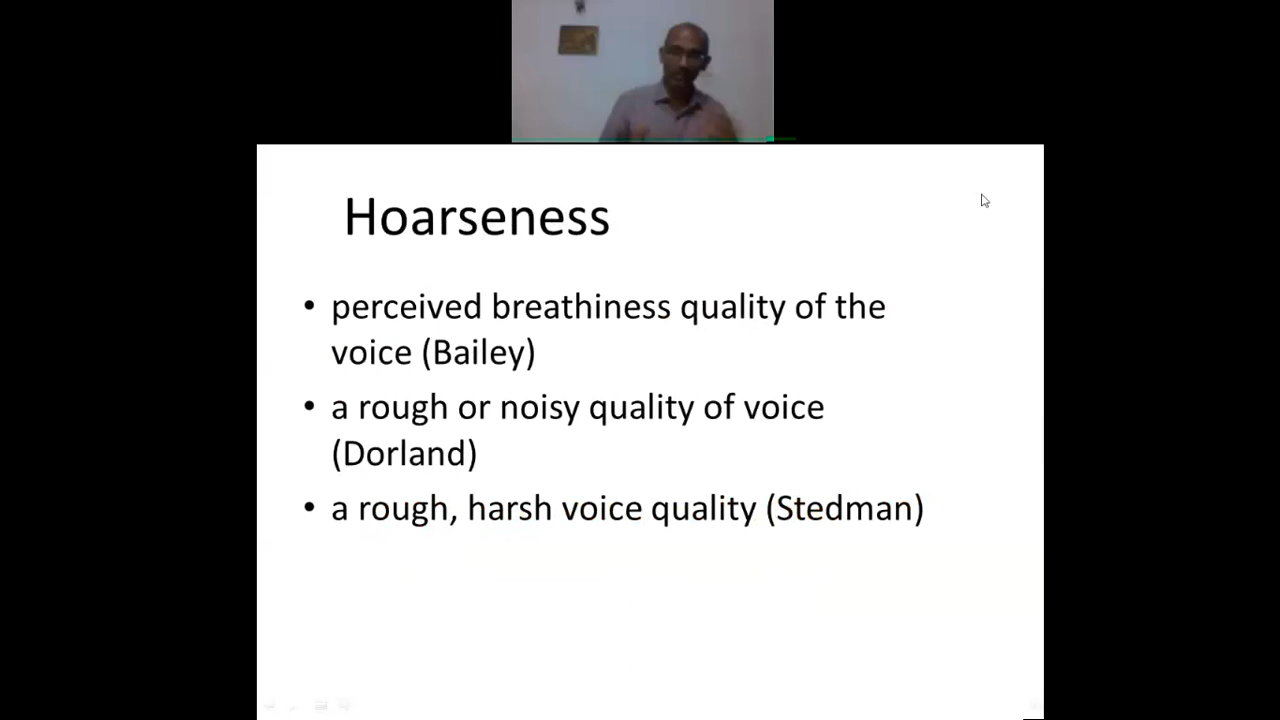 Hoarseness
• perceived breathiness quality of the
voice (Bailey)
• a rough or noisy quality of voice
(Dorland)
• a rough, harsh voice quality (Stedman)